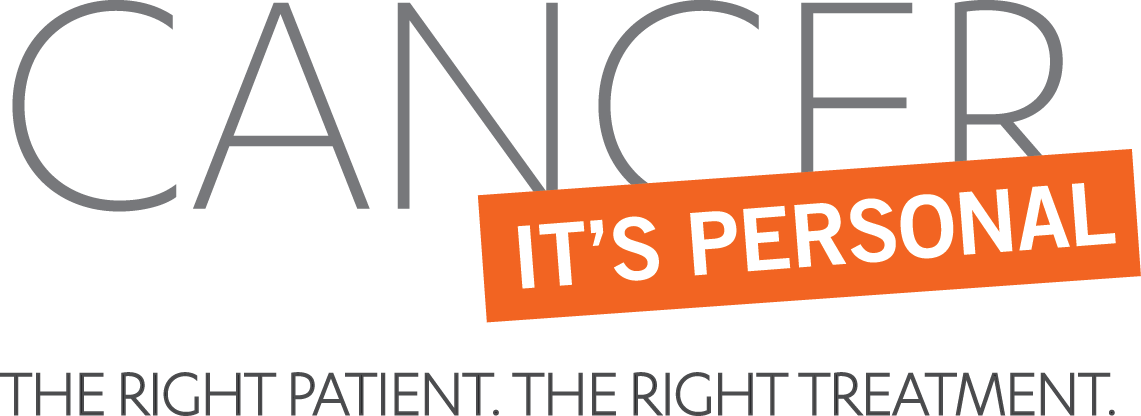 CANCER
IT'S PERSONAL
THE RIGHT PATIENT. THE RIGHT TREATMENT.